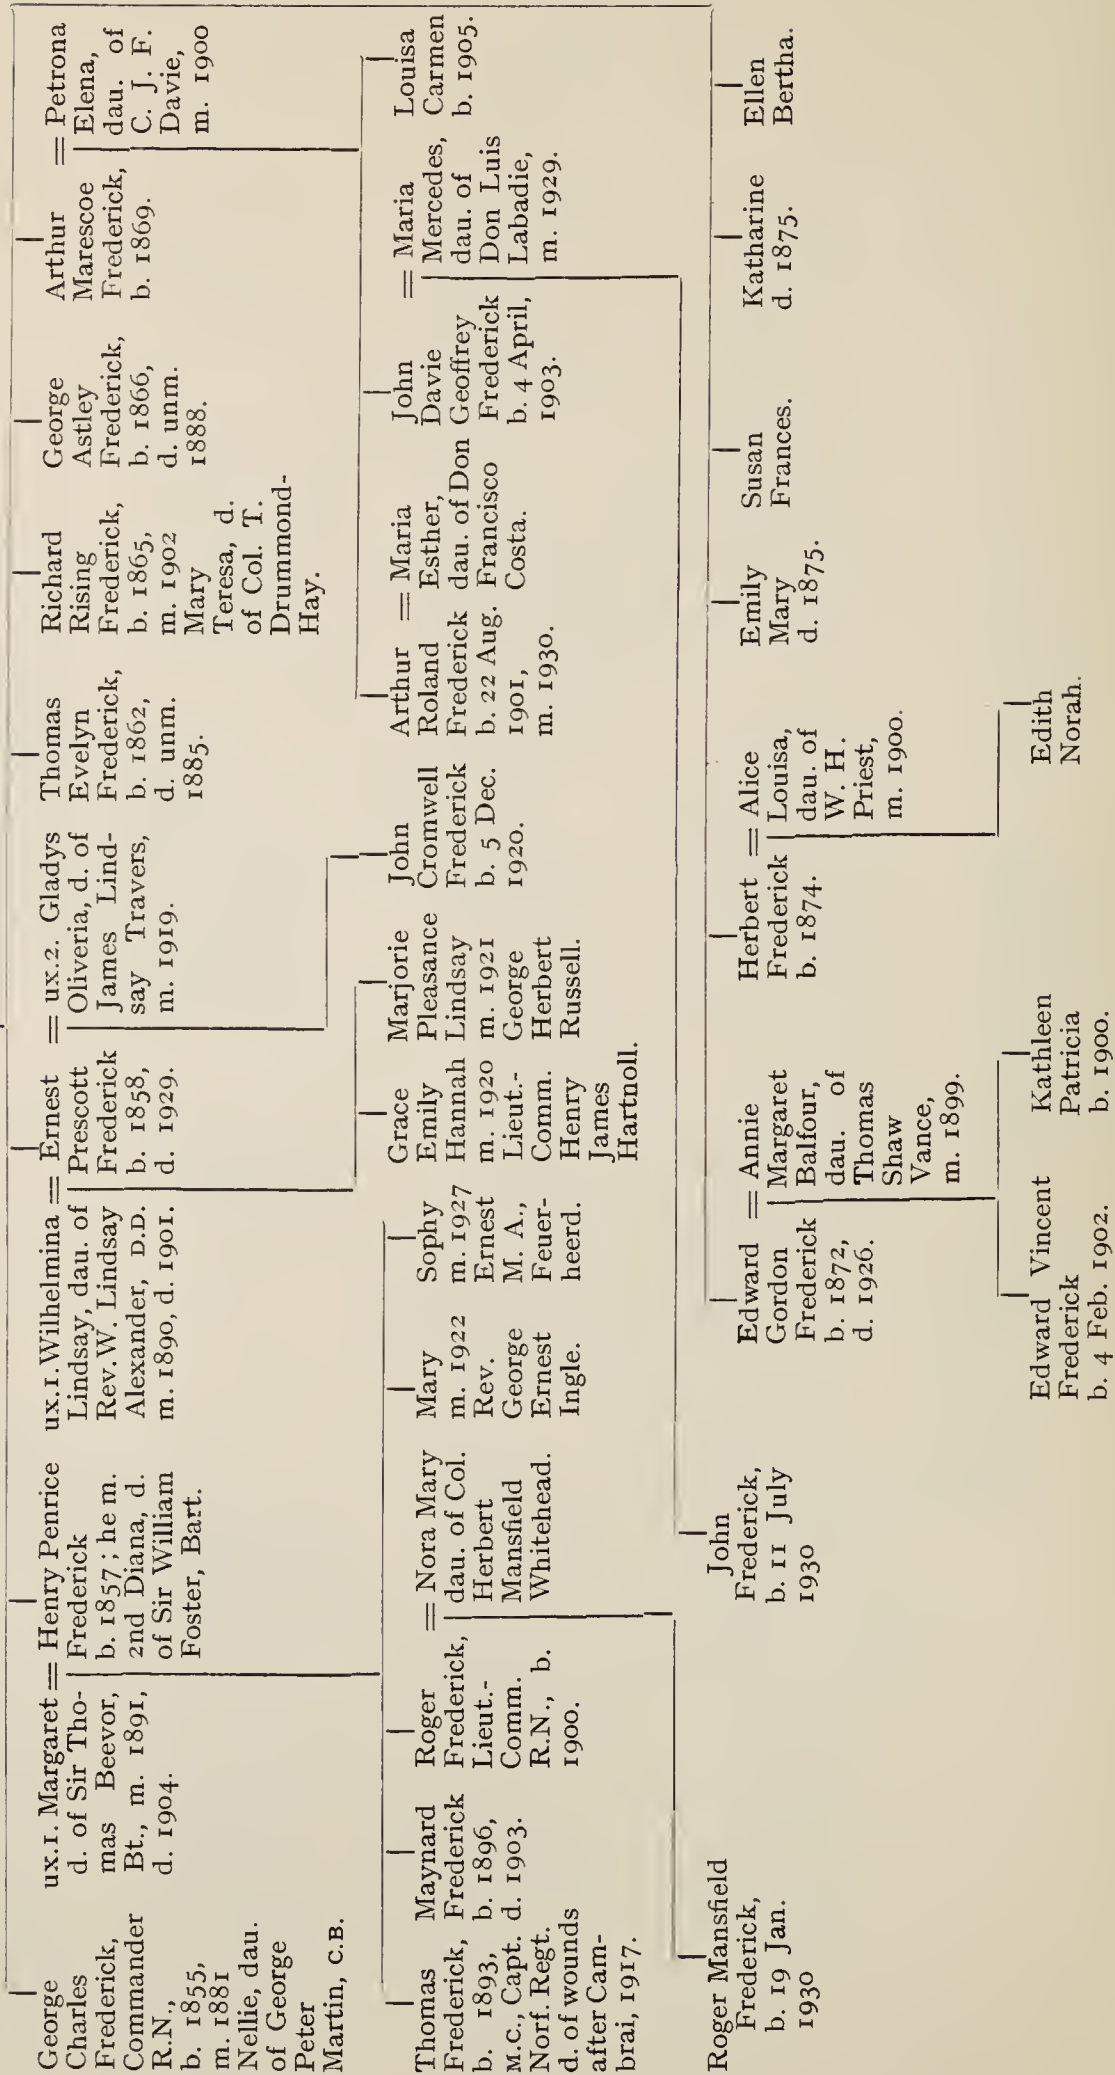 George
Charles
Frederick,
Commander
R.N.,
b. 1855,
m. 1881
Nellie, dau.
of George
Peter
Martin, C.B.
ux.1. Margaret =
d. of Sir Tho-
mas Beevor,
Bt., m. 1891,
d. 1904.
Henry Penrice
Frederick
b. 1857; he m.
2nd Diana, d.
of Sir William
Foster, Bart.
ux.1. Wilhelmina =
Lindsay, dau. of
Rev. W. Lindsay
Alexander, D.D.
m. 1890, d. 1901.
Ernest
Prescott
Frederick
b. 1858,
d. 1929.
= ux.2. Gladys
Oliveria, d. of
James Lind-
say Travers,
m. 1919.
Thomas
Evelyn
Frederick,
b. 1862,
d. unm.
1885.
Richard
Rising
Frederick,
b. 1865,
m. 1902
Mary
Teresa, d.
of Col. T.
Drummond-
Hay.
George
Astley
Frederick,
b. 1866,
d. unm.
1888.
Arthur
Marescoe
Frederick,
b. 1869.
= Petrona
Elena,
dau. of
C. J. F.
Davie,
m. 1900
Thomas
Frederick,
b. 1893,
M.C., Capt.
Norf. Regt.
d. of wounds
after Cam-
brai, 1917.
Maynard
Frederick
b. 1896,
d. 1903.
Roger
Frederick,
Lieut.-
Comm.
R.N., b.
1900.
= Nora Mary
dau. of Col.
Herbert
Mansfield
Whitehead.
Mary
m. 1922
Rev.
George
Ernest
Ingle.
Sophy
m. 1927
Ernest
M. A.,
Feuer-
heerd.
Grace
Emily
Hannah
m. 1920
Lieut.-
Comm.
Henry
James
Hartnoll.
Marjorie
Pleasance
Lindsay
m. 1921
George
Herbert
Russell.
John
Cromwell
Frederick
b. 5 Dec.
1920.
Arthur
Roland
Frederick
b. 22 Aug.
1901,
m. 1930.
= Maria
Esther,
dau. of Don
Francisco
Costa.
John
Davie
Geoffrey
Frederick
b. 4 April,
1903.
= Maria
Mercedes,
dau. of
Don Luis
Labadie,
m. 1929.
Louisa
Carmen
b. 1905.
Roger Mansfield
Frederick,
b. 19 Jan.
1930
John
Frederick,
b. 11 July
1930
Edward
Gordon
Frederick
b. 1872,
d. 1926.
= Annie
Margaret
Balfour,
dau. of
Thomas
Shaw
Vance,
m. 1899.
Herbert
Frederick
b. 1874.
= Alice
Louisa,
dau. of
W. H.
Priest,
m. 1900.
Emily
Mary
d. 1875.
Susan
Frances.
Katharine
d. 1875.
Ellen
Bertha.
Edward Vincent
Frederick
b. 4 Feb. 1902.
Kathleen
Patricia
b. 1900.
Edith
Norah.